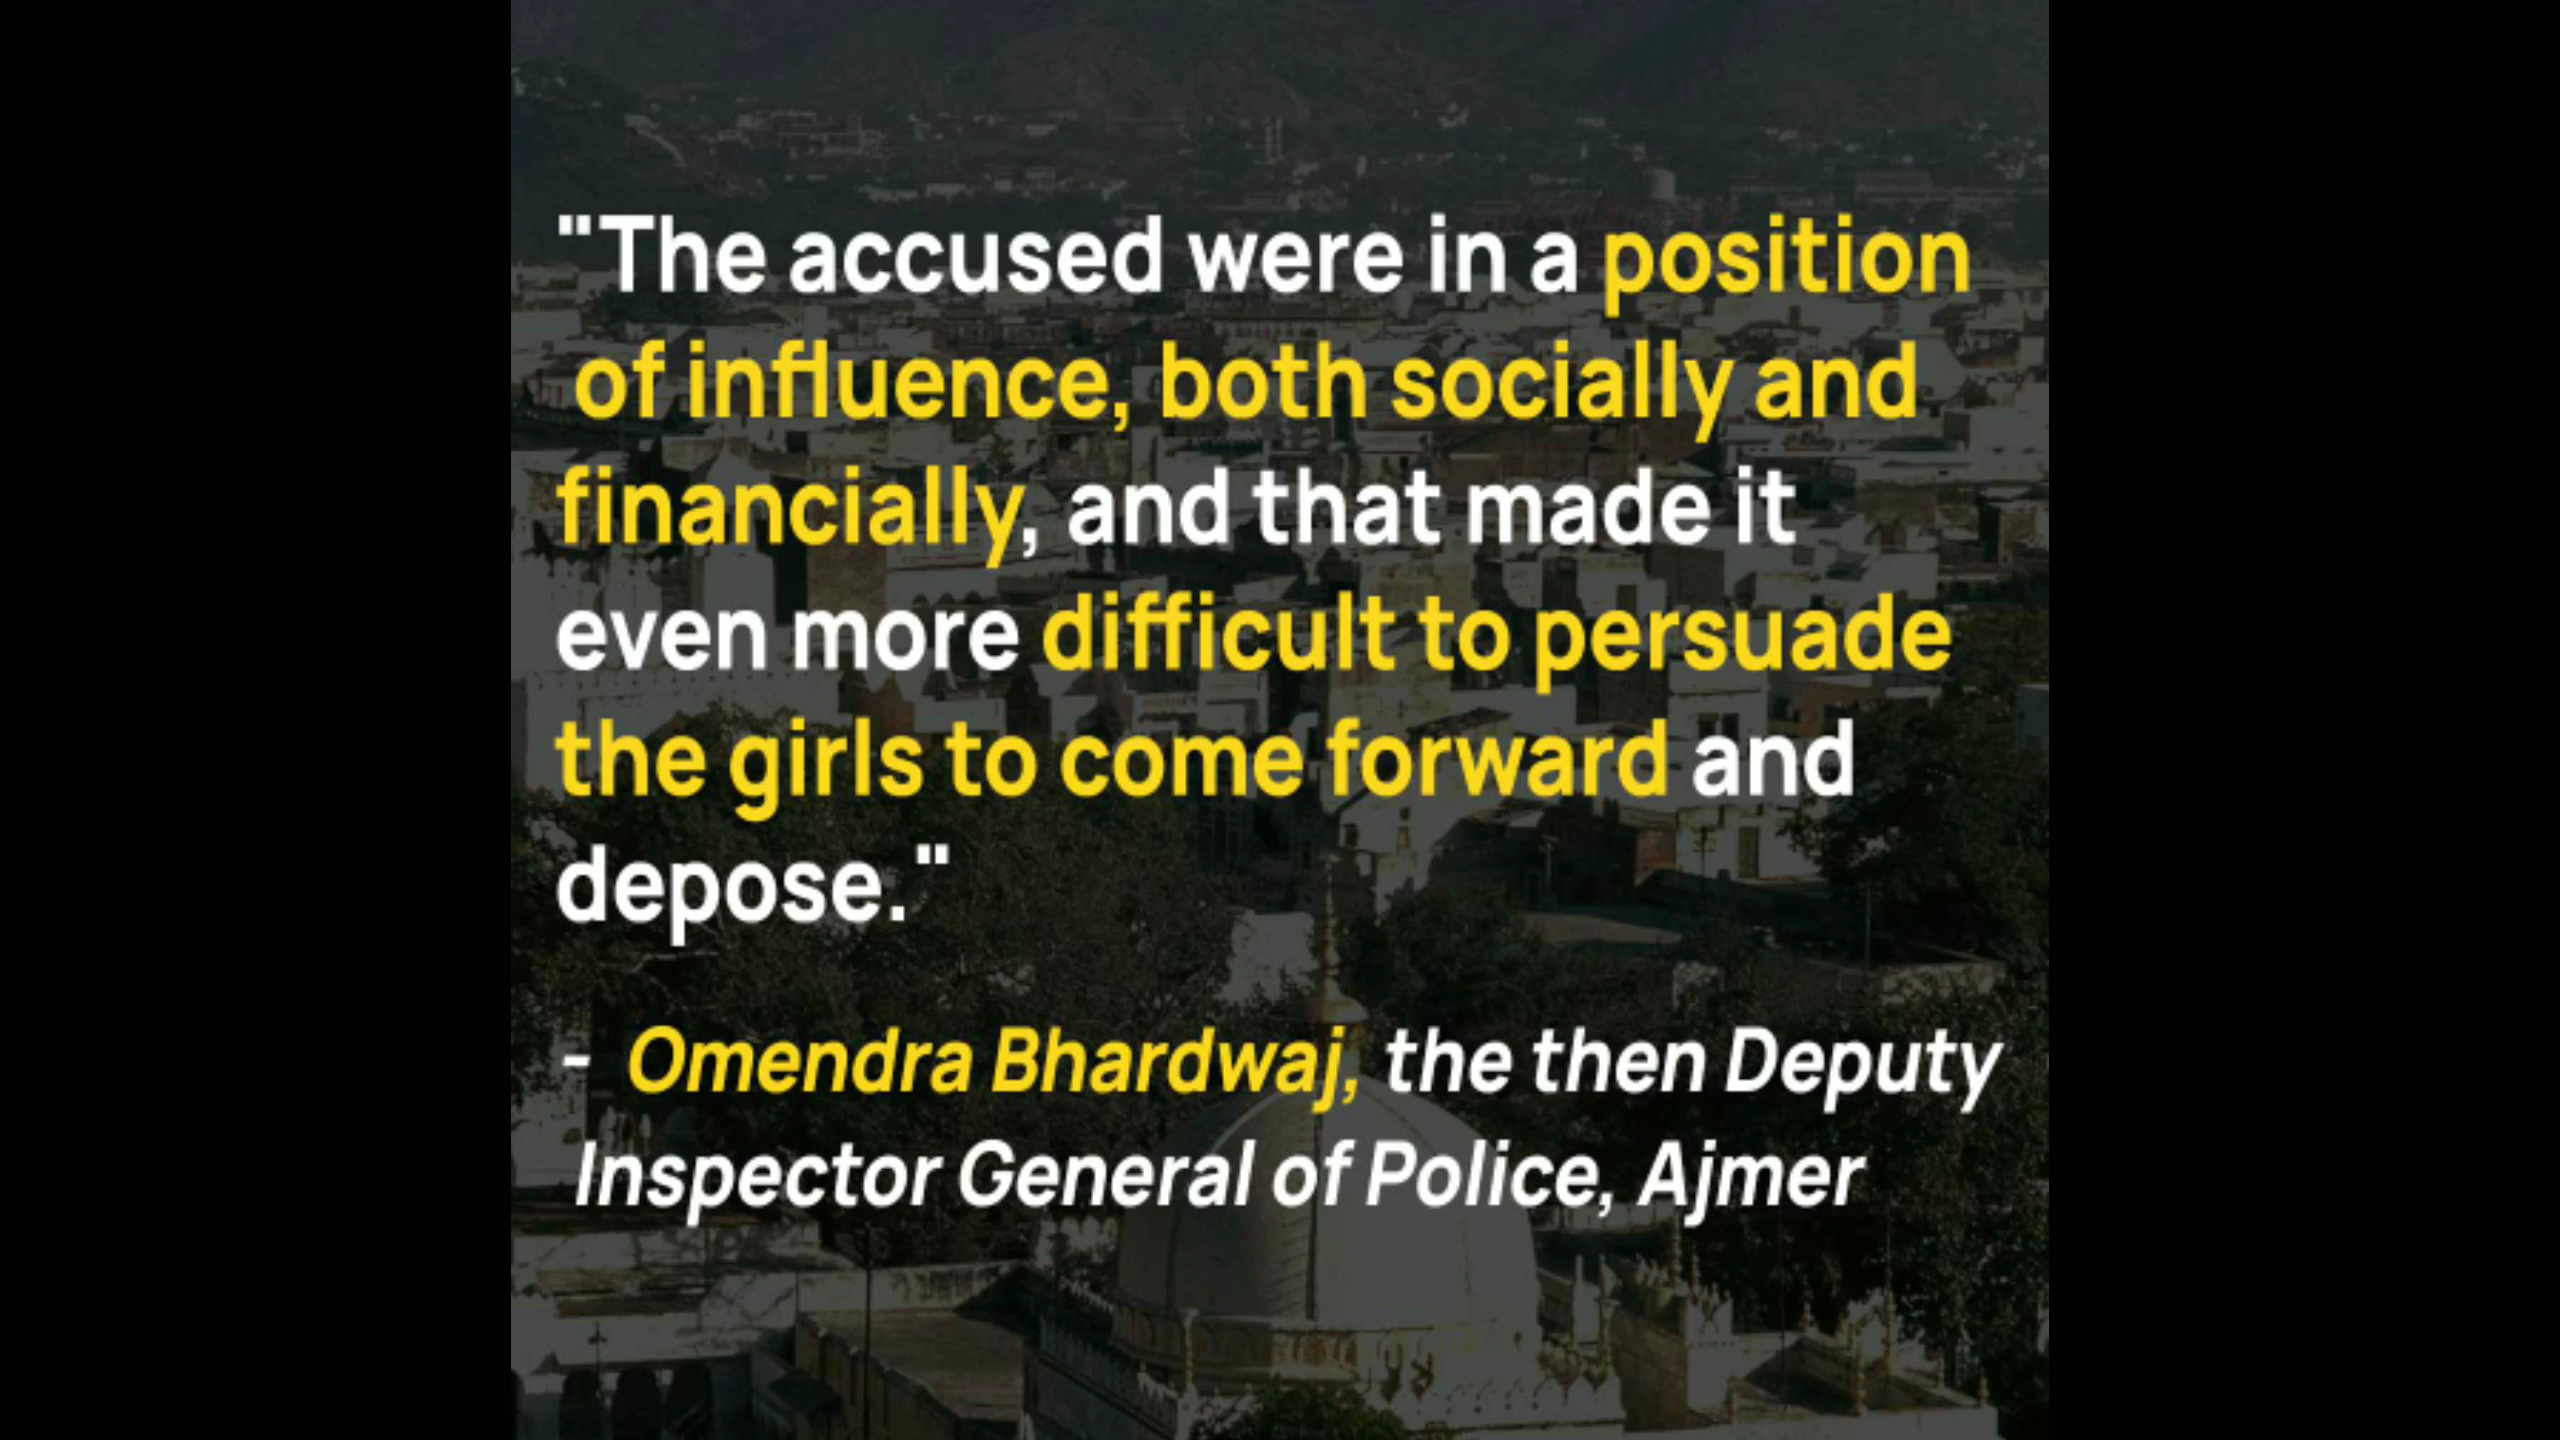 "The accused were in a position
of influence, both socially and
financially, and that made it
even more difficult to persuade
the girls to come forward and
depose."
- Omendra Bhardwaj, the then Deputy
Inspector General of Police, Ajmer